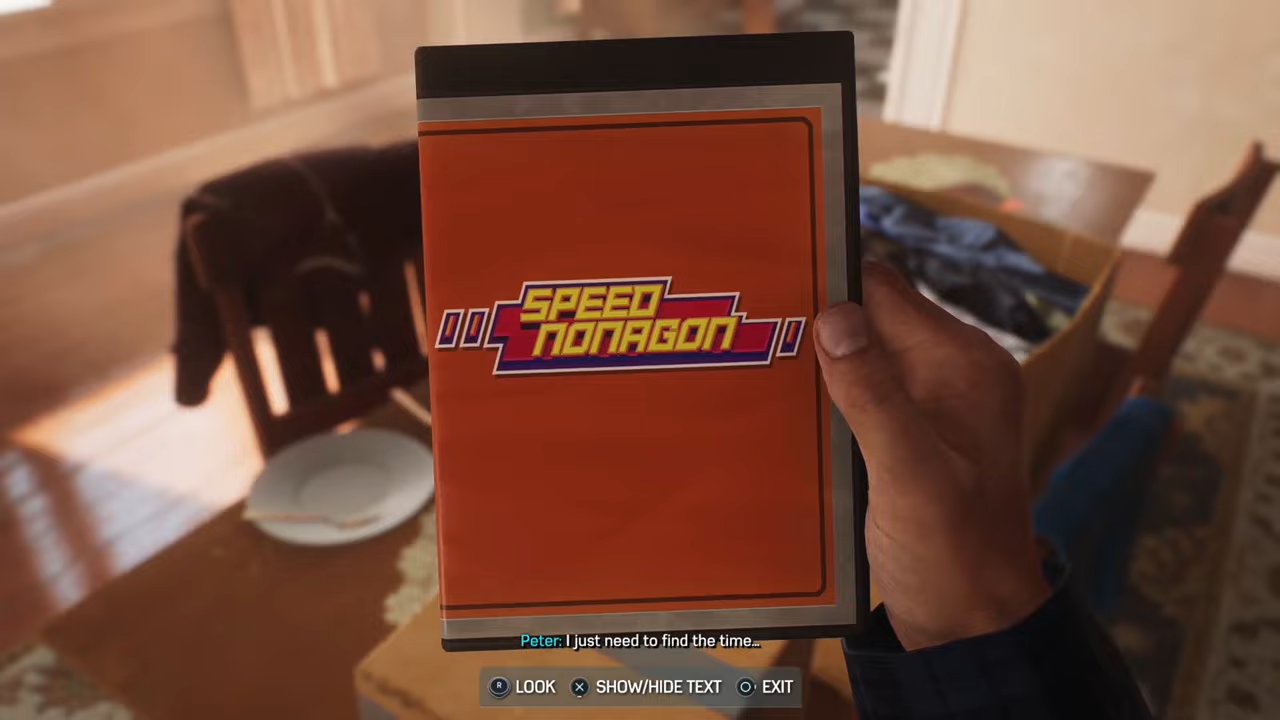 SPEED
NONAGON
Peter: I just need to find the time...
R LOOK X SHOW/HIDE TEXT O EXIT